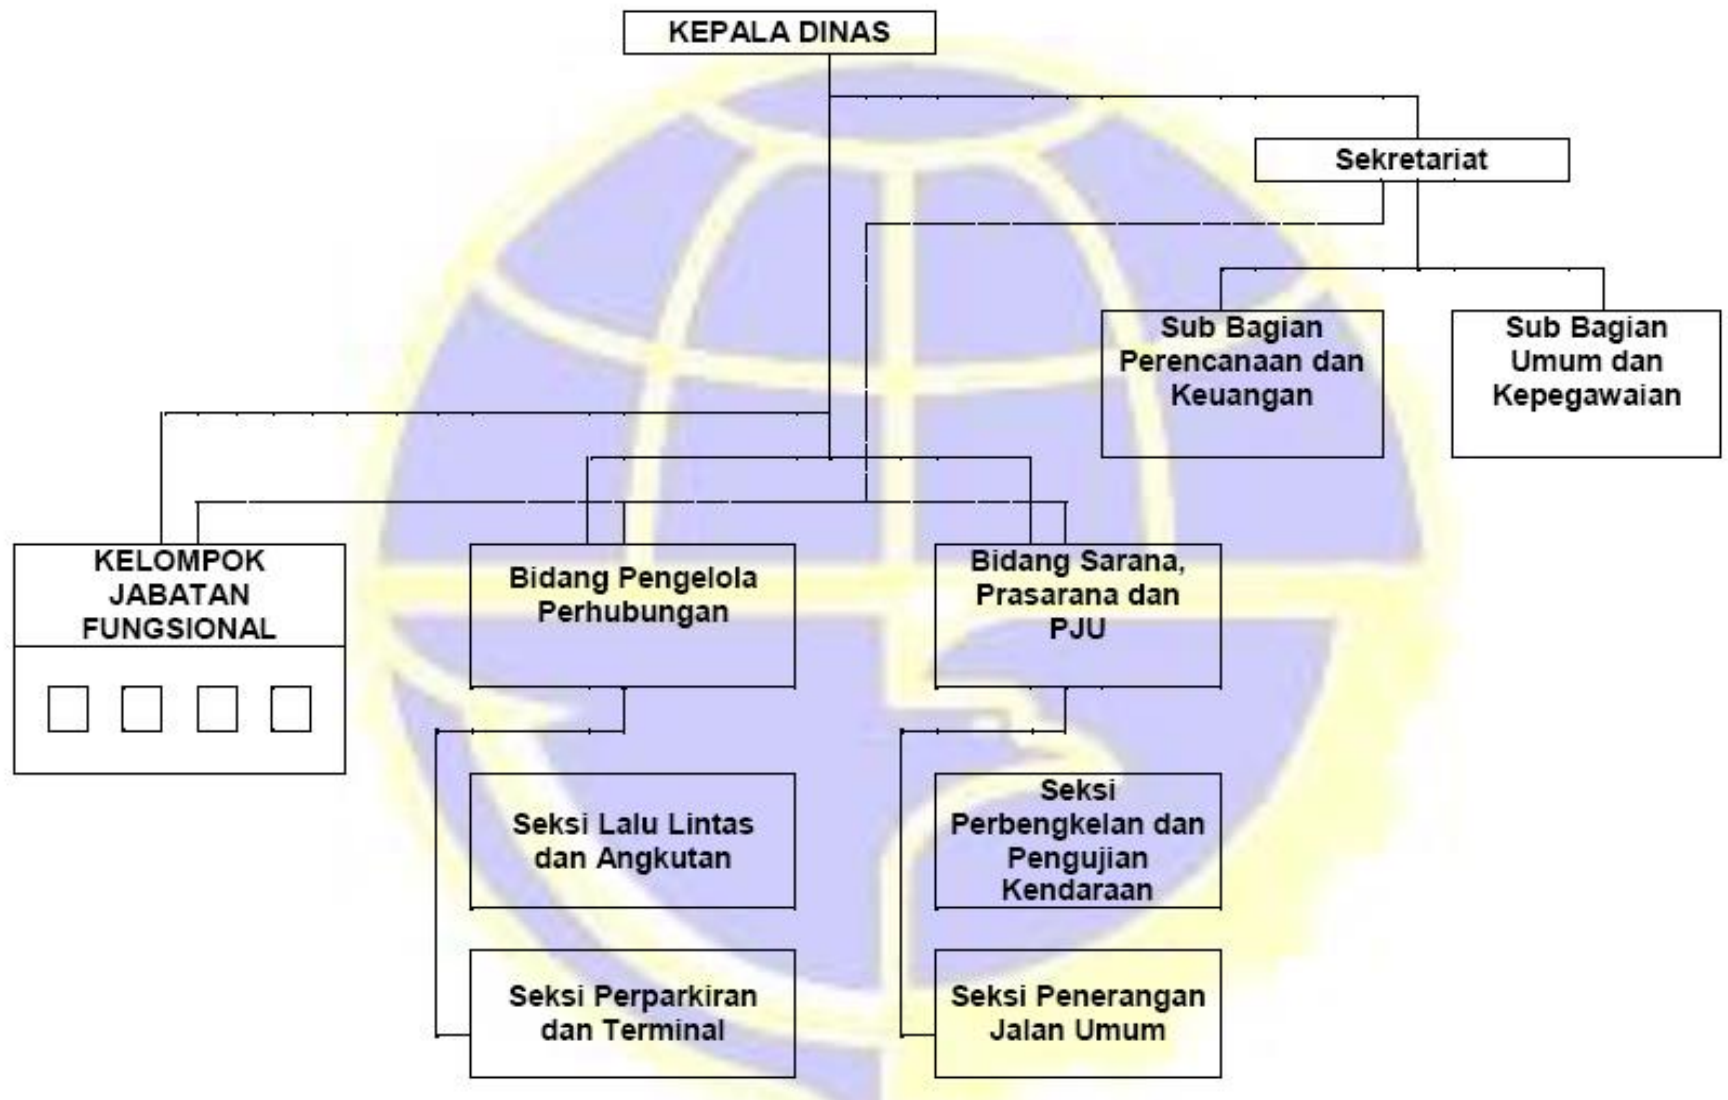 KEPALA DINAS
Sekretariat
Sub Bagian
Perencanaan dan
Keuangan
Sub Bagian
Umum dan
Kepegawaian
KELOMPOK
JABATAN
FUNGSIONAL
Bidang Pengelola
Perhubungan
Bidang Sarana,
Prasarana dan
PJU
Seksi Lalu Lintas
dan Angkutan
Seksi
Perbengkelan dan
Pengujian
Kendaraan
Seksi Perparkiran
dan Terminal
Seksi Penerangan
Jalan Umum